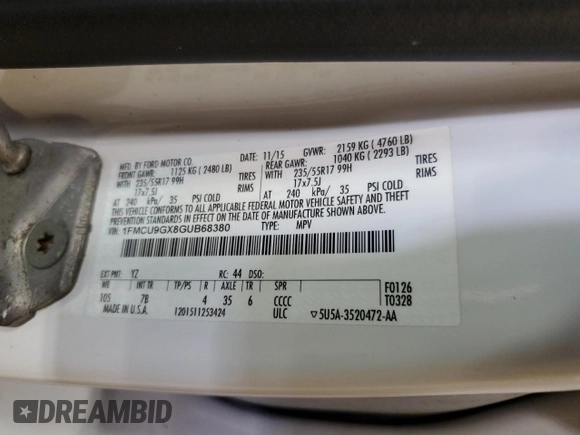 MFD. BY FORD MOTOR CO. DATE: 11/15 GVWR: 2159 KG ( 4760 LB)
FRONT GAWR: 1125 KG ( 2480 LB) REAR GAWR: 1040 KG ( 2293 LB)
WITH 235/55R17 99H TIRES WITH 235/55R17 99H TIRES
17x7.5J RIMS 17x7.5J RIMS
AT 240 kPa/ 35 PSI COLD AT 240 kPa/ 35 PSI COLD
THIS VEHICLE CONFORMS TO ALL APPLICABLE FEDERAL MOTOR VEHICLE SAFETY AND THEFT
PREVENTION STANDARDS IN EFFECT ON THE DATE OF MANUFACTURE SHOWN ABOVE.
VIN: 1FMCU9GX8GUB68380 TYPE: MPV
EXT PNT: YZ RC: 44 DSO:
WB INT TR TP/PS R AXLE TR SPR F0126
105 7B 4 35 6 CCCC T0328
MADE IN U.S.A. 1201511253424 ULC ▽5U5A-3520472-AA
DREAMBID